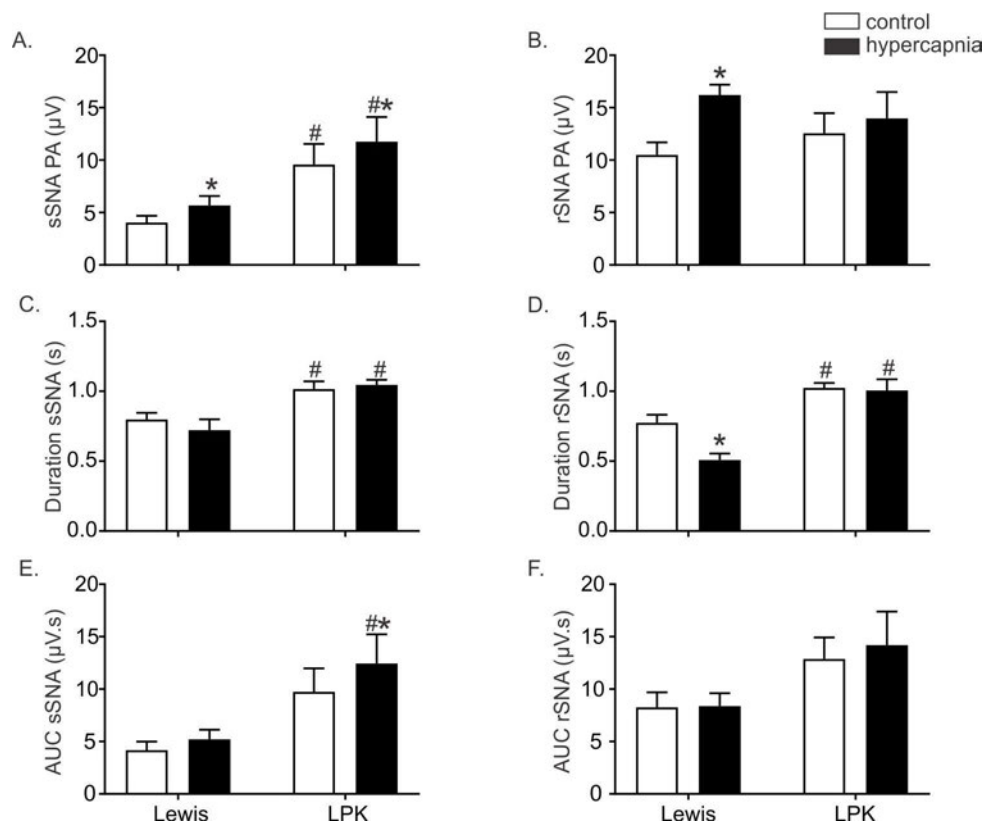 control
hypercapnia
A.
sSNA PA (µV)
20
15
10
5
0
*
#
#*
B.
rSNA PA (µV)
20
15
10
5
0
*
C.
Duration sSNA (s)
1.5
1.0
0.5
0.0
#
#
D.
Duration rSNA (s)
1.5
1.0
0.5
0.0
*
#
#
E.
AUC sSNA (µV.s)
20
15
10
5
0
#*
Lewis
LPK
F.
AUC rSNA (µV.s)
20
15
10
5
0
Lewis
LPK